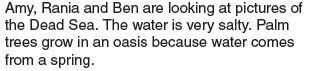 Amy, Rania and Ben are looking at pictures of
the Dead Sea. The water is very salty. Palm
trees grow in an oasis because water comes
from a spring.